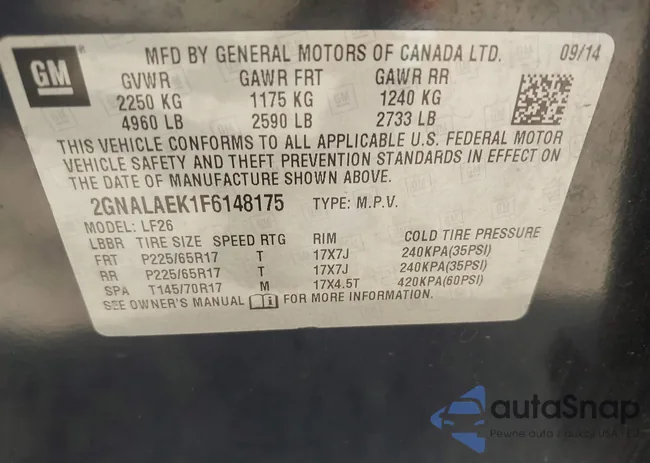 GM
MFD BY GENERAL MOTORS OF CANADA LTD. 09/14
GVWR GAWR FRT GAWR RR
2250 KG 1175 KG 1240 KG
4960 LB 2590 LB 2733 LB
THIS VEHICLE CONFORMS TO ALL APPLICABLE U.S. FEDERAL MOTOR
VEHICLE SAFETY AND THEFT PREVENTION STANDARDS IN EFFECT ON
THE DATE OF MANUFACTURE SHOWN ABOVE.
2GNALAEK1F6148175 TYPE: M.P.V.
MODEL: LF26
LBBR TIRE SIZE SPEED RTG RIM COLD TIRE PRESSURE
FRT P225/65R17 T 17X7J 240KPA(35PSI)
RR P225/65R17 T 17X7J 240KPA(35PSI)
SPA T145/70R17 M 17X4.5T 420KPA(60PSI)
SEE OWNER'S MANUAL FOR MORE INFORMATION.
autaSnap
Pewne auto z aukcji USA